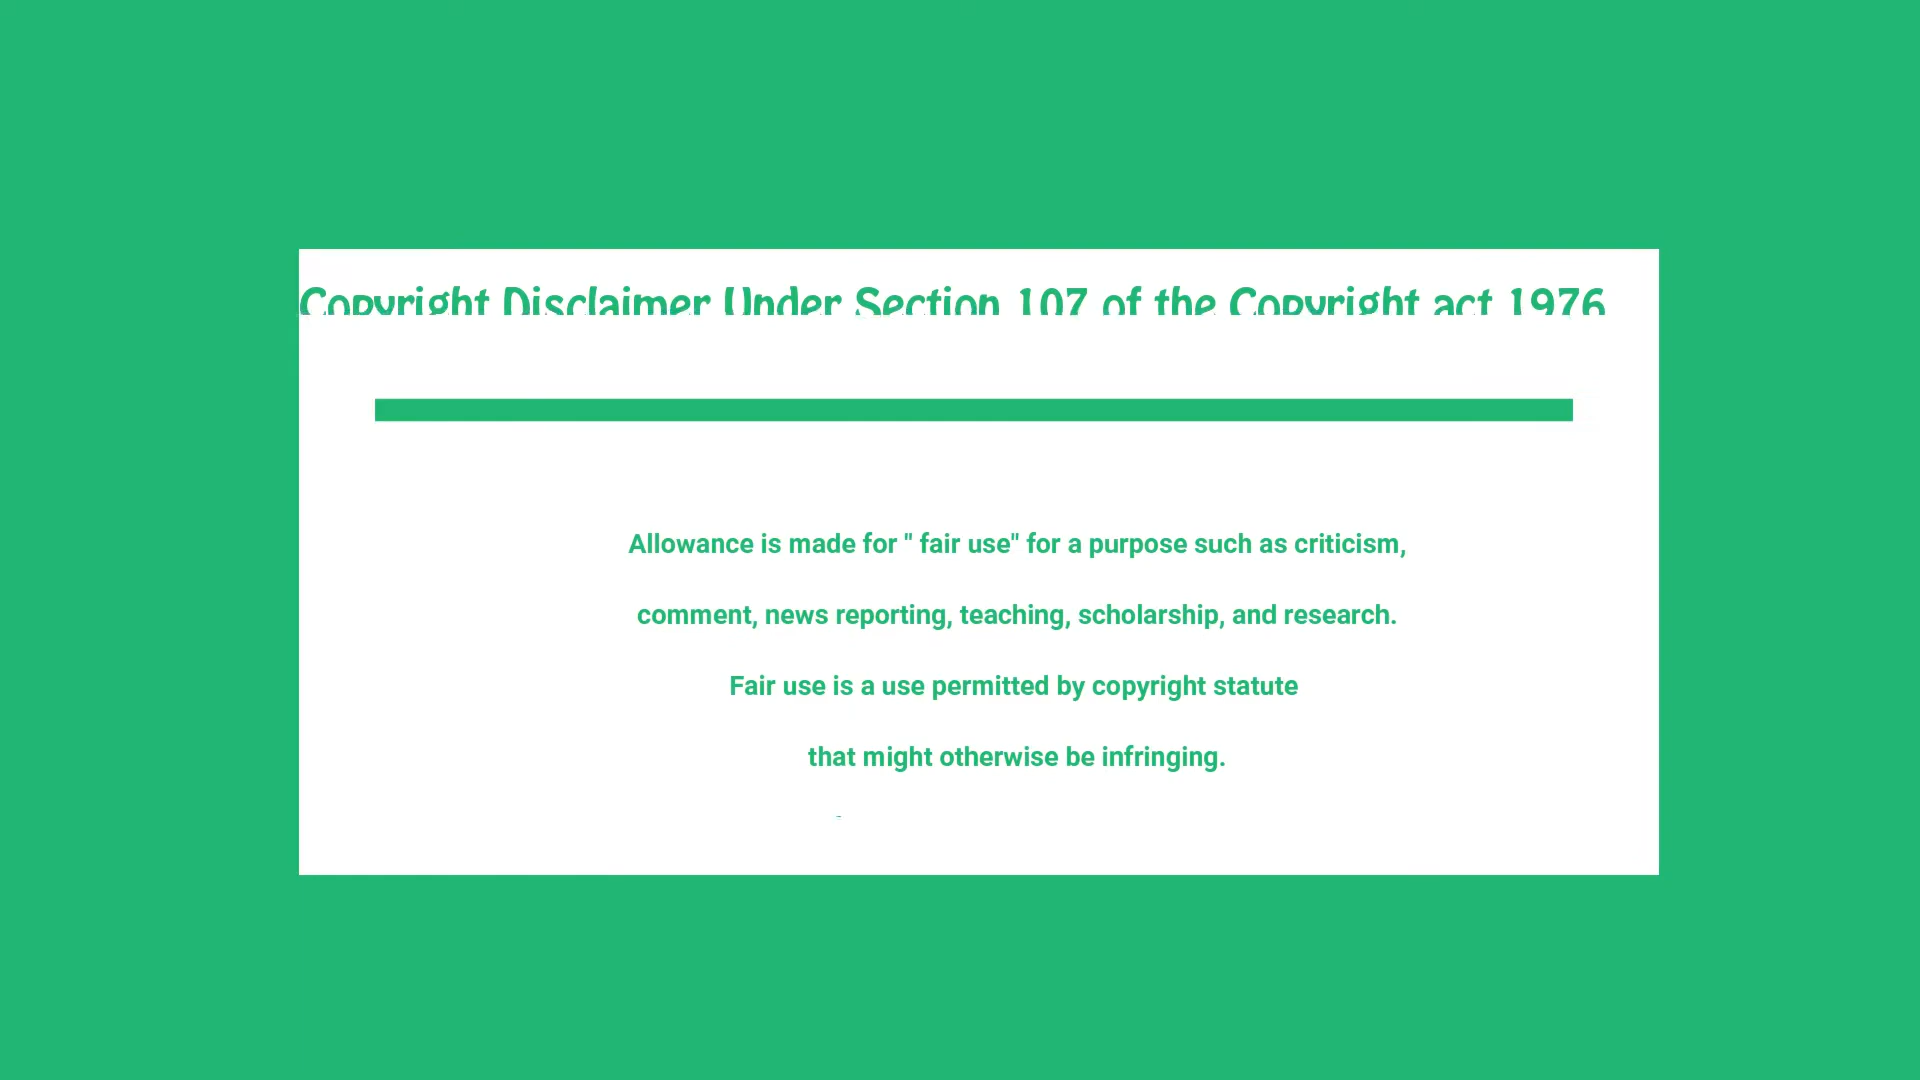 Copyright Disclaimer Under Section 107 of the Copyright act 1976
Allowance is made for " fair use" for a purpose such as criticism,
comment, news reporting, teaching, scholarship, and research.
Fair use is a use permitted by copyright statute
that might otherwise be infringing.